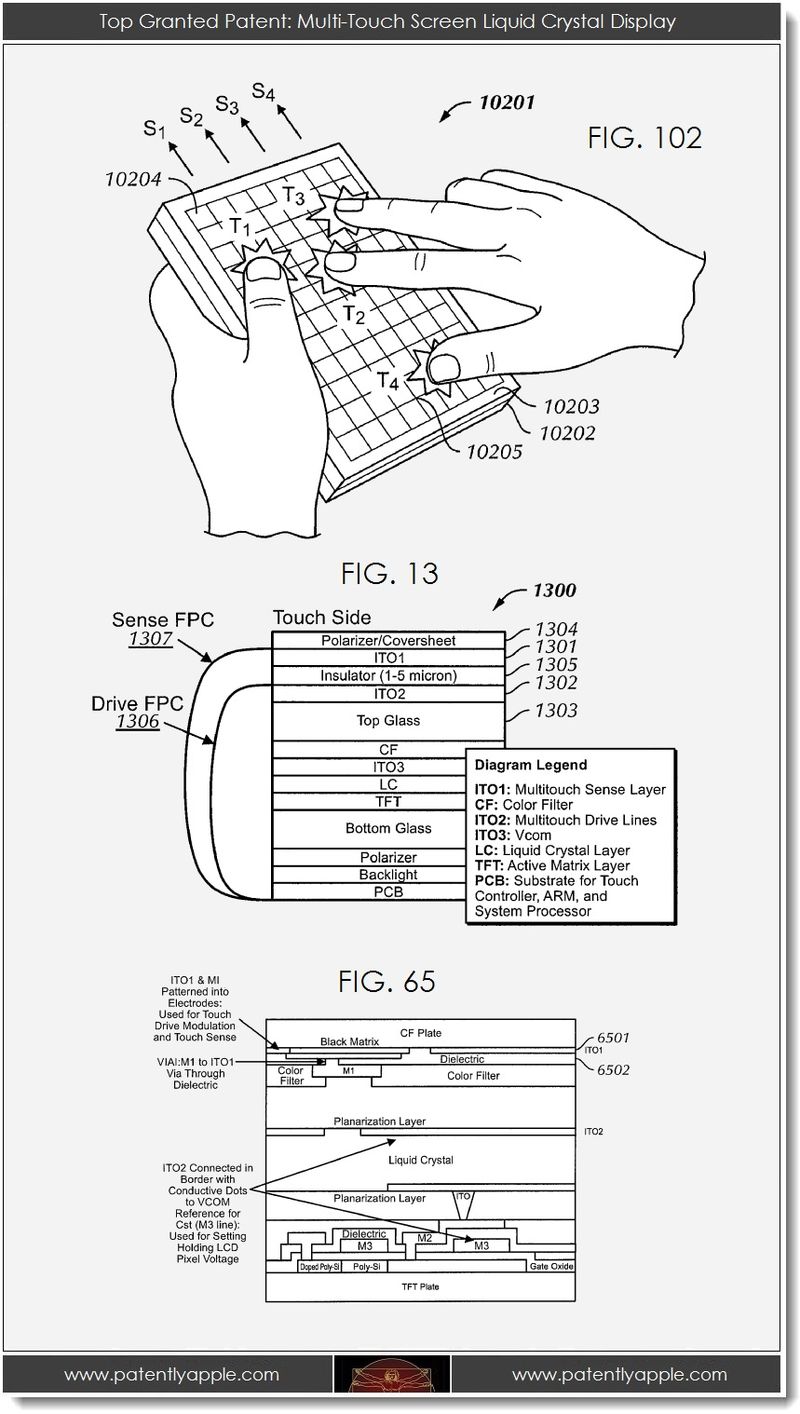 Top Granted Patent: Multi-Touch Screen Liquid Crystal Display
FIG. 102
10201
S1
S2
S3
S4
10204
T3
T1
T2
T4
10203
10202
10205
FIG. 13
1300
Sense FPC
1307
Touch Side
Drive FPC
1306
Polarizer/Coversheet
1304
ITO1
1301
Insulator (1-5 micron)
1305
ITO2
1302
Top Glass
1303
CF
ITO3
LC
TFT
Bottom Glass
Polarizer
Backlight
PCB
Diagram Legend
ITO1: Multitouch Sense Layer
CF: Color Filter
ITO2: Multitouch Drive Lines
ITO3: Vcom
LC: Liquid Crystal Layer
TFT: Active Matrix Layer
PCB: Substrate for Touch
Controller, ARM, and
System Processor
FIG. 65
ITO1 & MI
Patterned into
Electrodes:
Used for Touch
Drive Modulation
and Touch Sense
VIAI:M1 to ITO1
Via Through
Dielectric
CF Plate
Black Matrix
6501
ITO1
Dielectric
6502
Color
Filter
M1
Color Filter
Planarization Layer
ITO2
Liquid Crystal
ITO2 Connected in
Border with
Conductive Dots
to VCOM
Reference for
Cst (M3 line):
Used for Setting
Holding LCD
Pixel Voltage
Planarization Layer
ITO
Dielectric
M2
M3
M3
Doped Poly-Si
Poly-Si
Gate Oxide
TFT Plate
www.patentlyapple.com
www.patentlyapple.com